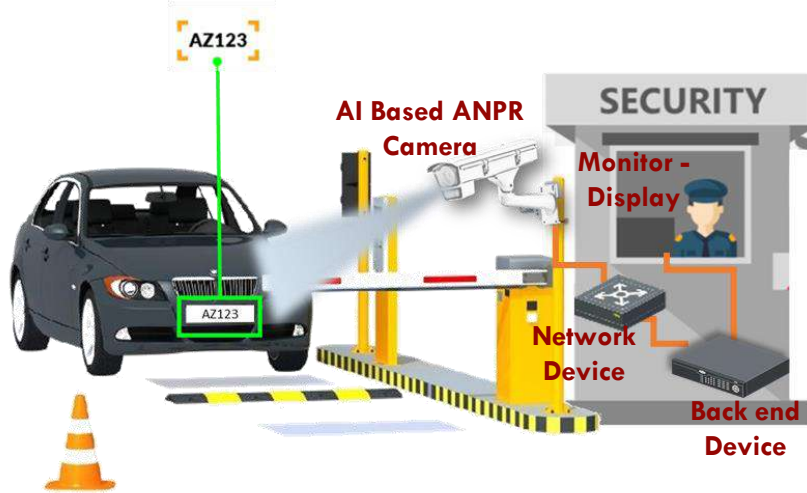 AZ123
SECURITY
AI Based ANPR
Camera
Monitor -
Display
AZ123
Network
Device
Back end
Device